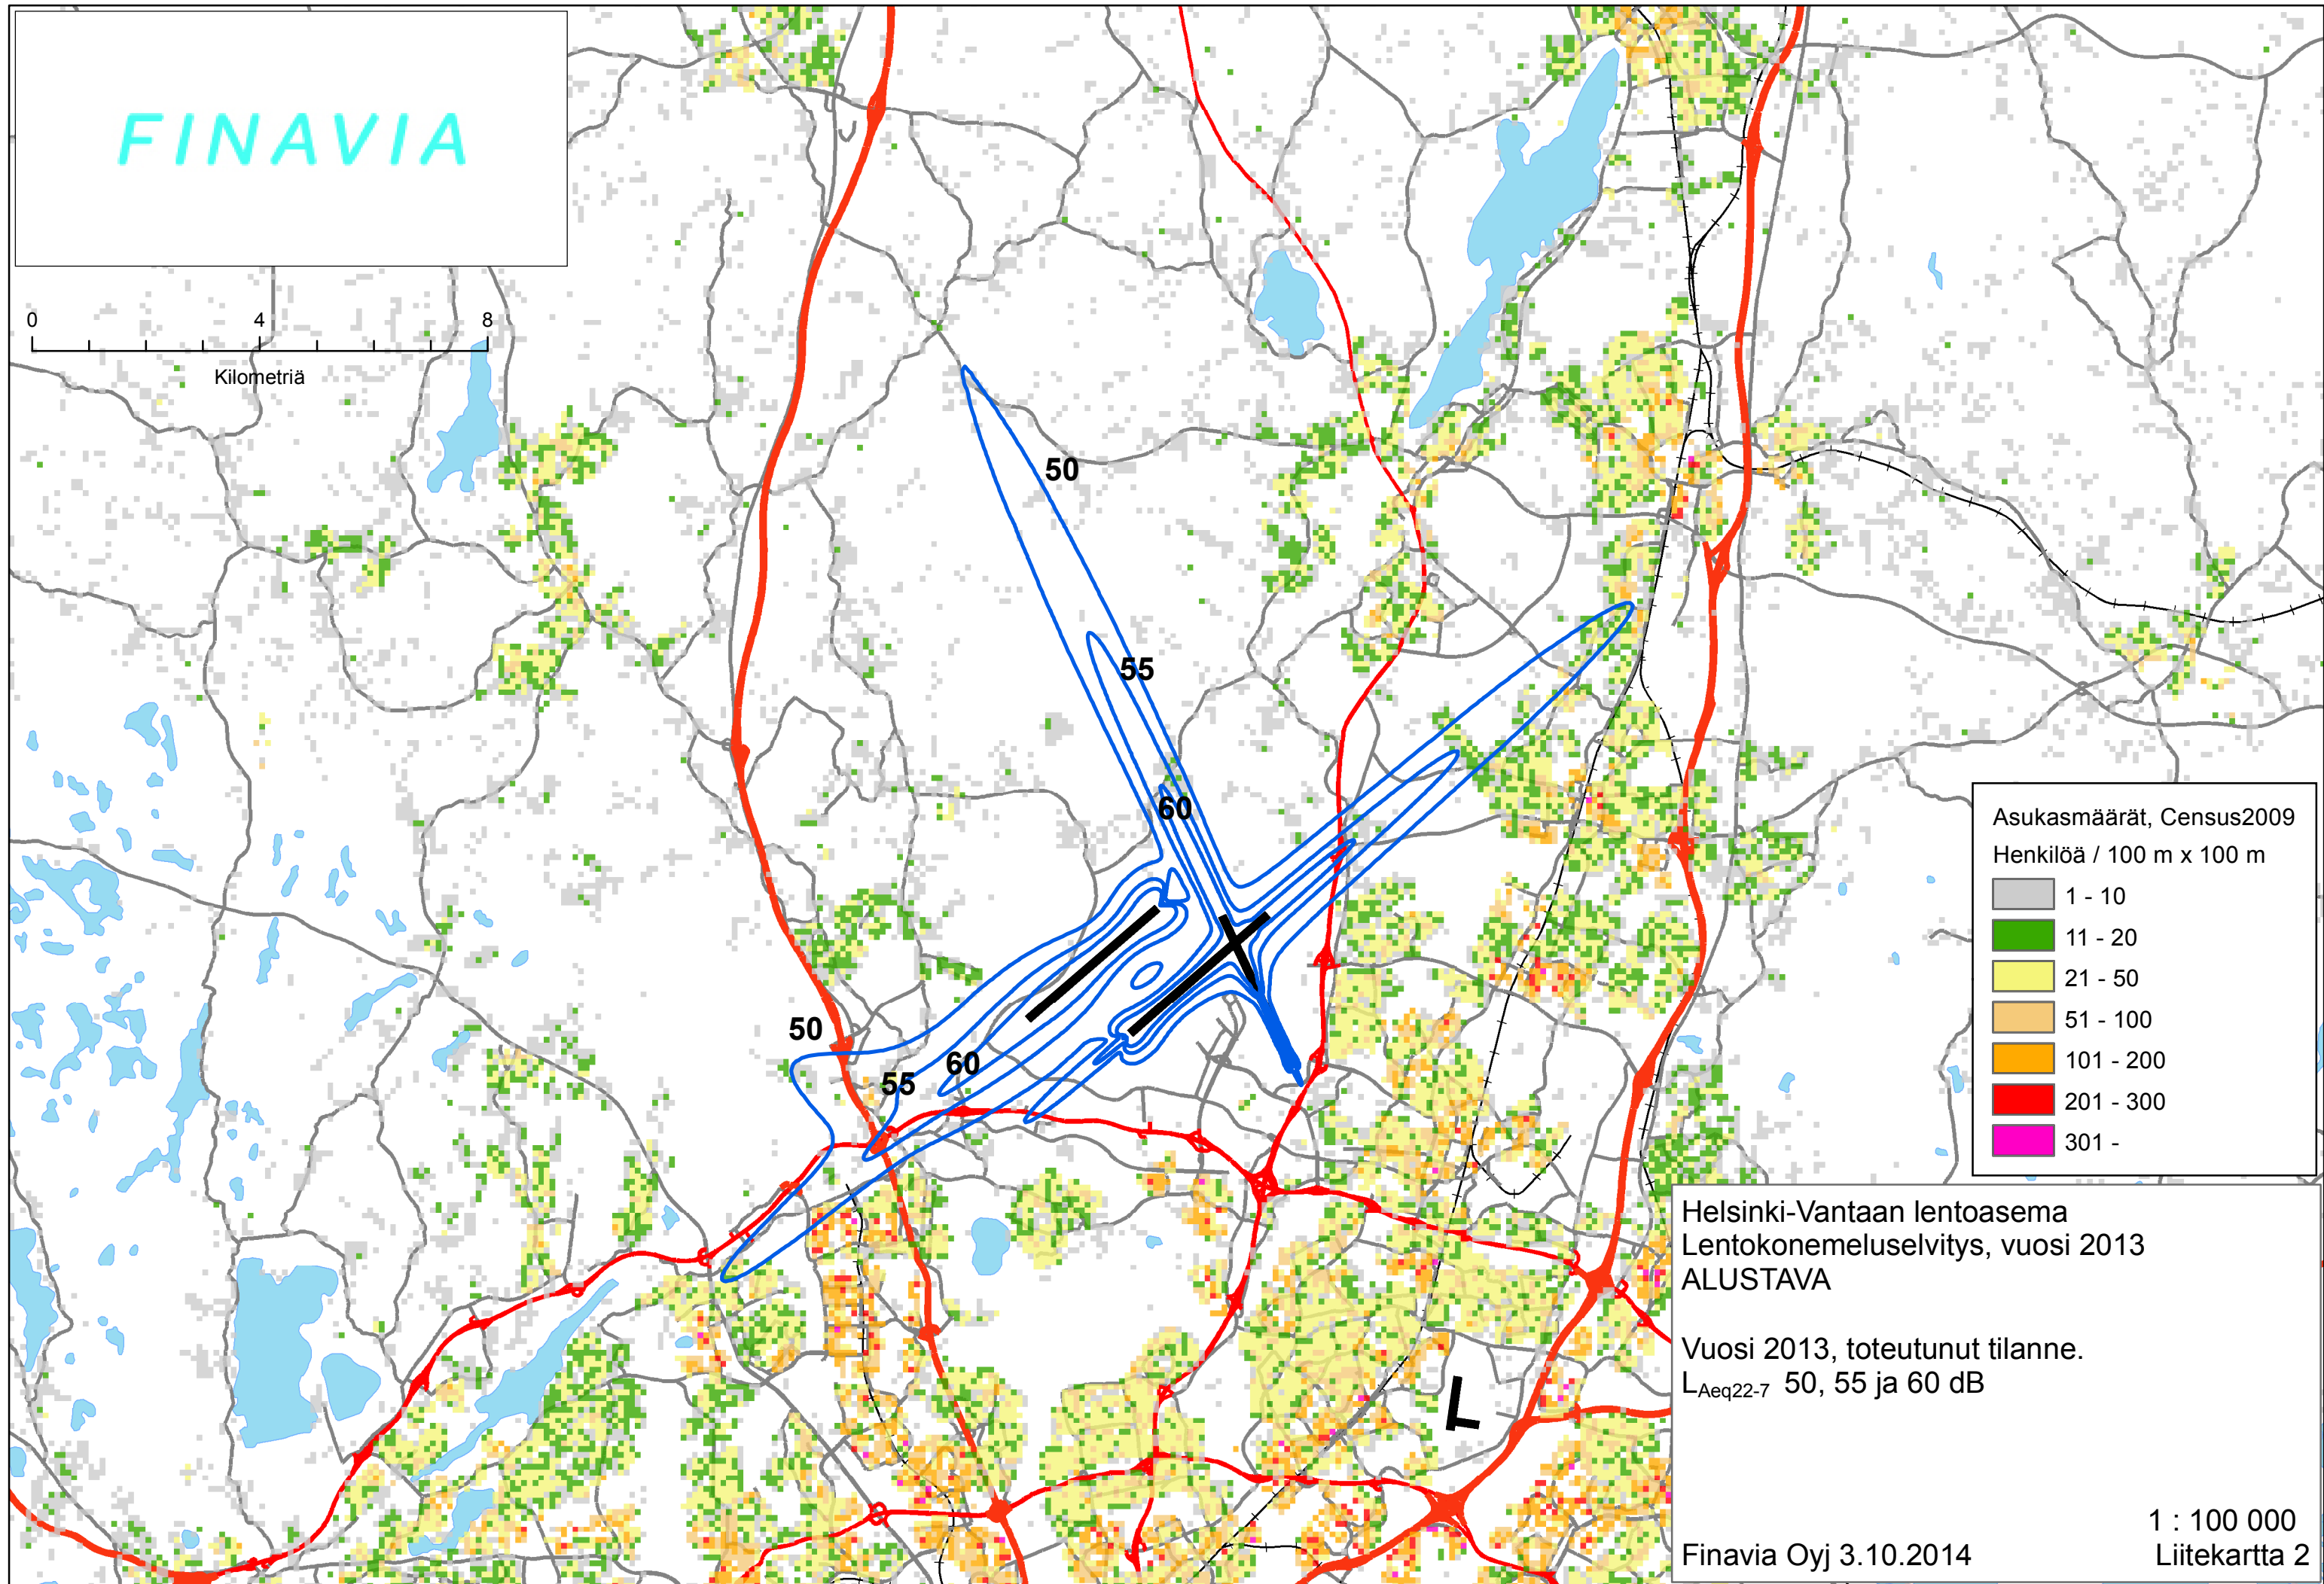 FINAVIA
0 4 8
Kilometriä
50
55
60
50
55
60
Asukasmäärät, Census2009
Henkilöä / 100 m x 100 m
1 - 10
11 - 20
21 - 50
51 - 100
101 - 200
201 - 300
301 -
Helsinki-Vantaan lentoasema
Lentokonemeluselvitys, vuosi 2013
ALUSTAVA
Vuosi 2013, toteutunut tilanne.
LAeq22-7 50, 55 ja 60 dB
1 : 100 000
Finavia Oyj 3.10.2014 Liitekartta 2